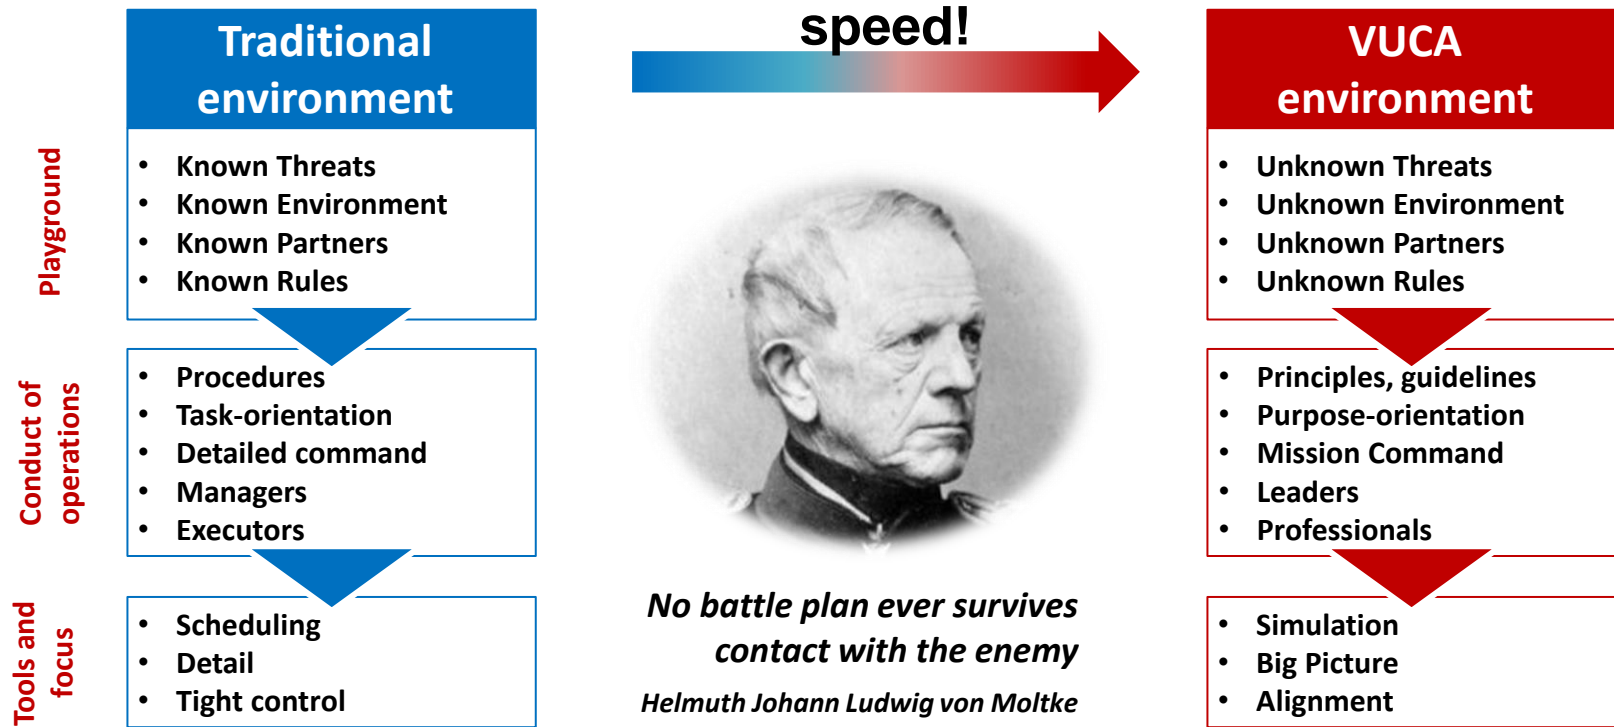 Traditional
environment
speed!
VUCA
environment
Playground
• Known Threats
• Known Environment
• Known Partners
• Known Rules
• Unknown Threats
• Unknown Environment
• Unknown Partners
• Unknown Rules
Conduct of
operations
• Procedures
• Task-orientation
• Detailed command
• Managers
• Executors
• Principles, guidelines
• Purpose-orientation
• Mission Command
• Leaders
• Professionals
Tools and
focus
• Scheduling
• Detail
• Tight control
No battle plan ever survives
contact with the enemy
Helmuth Johann Ludwig von Moltke
• Simulation
• Big Picture
• Alignment